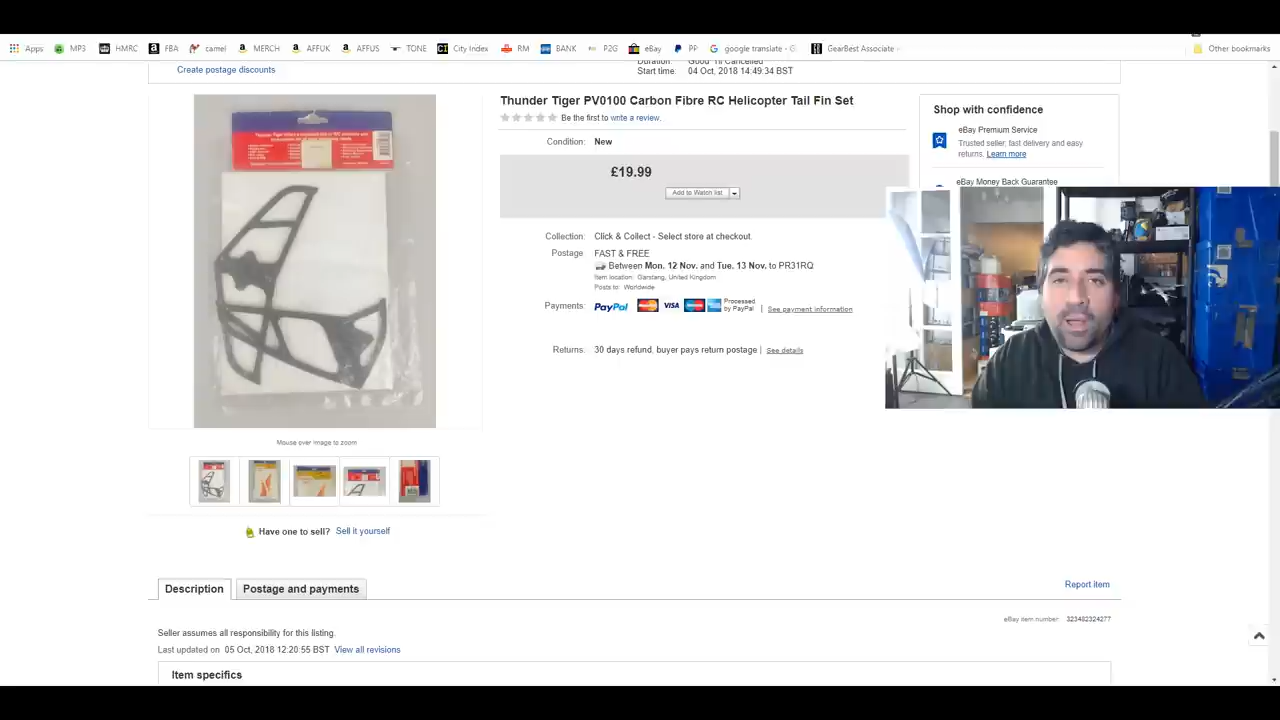 Apps MP3 HMRC FBA camel MERCH AFFUK AFFUS TONE City Index RM BANK P2G eBay PP google translate - G GearBest Associate Other bookmarks
Create postage discounts
Start time: 04 Oct, 2018 14:49:34 BST
Thunder Tiger PV0100 Carbon Fibre RC Helicopter Tail Fin Set
Be the first to write a review.
Condition: New
£19.99
Add to Watch list
Collection: Click & Collect - Select store at checkout.
Postage: FAST & FREE
Between Mon. 12 Nov. and Tue. 13 Nov. to PR31RQ
Item location: Garstang, United Kingdom
Posts to: Worldwide
Payments: PayPal MasterCard VISA Processed by PayPal | See payment information
Returns: 30 days refund, buyer pays return postage | See details
Shop with confidence
eBay Premium Service
Trusted seller, fast delivery and easy returns. Learn more
eBay Money Back Guarantee
Mouse over image to zoom
Have one to sell? Sell it yourself
Description
Postage and payments
Report item
eBay item number: 323482324277
Seller assumes all responsibility for this listing.
Last updated on 05 Oct, 2018 12:20:55 BST View all revisions
Item specifics